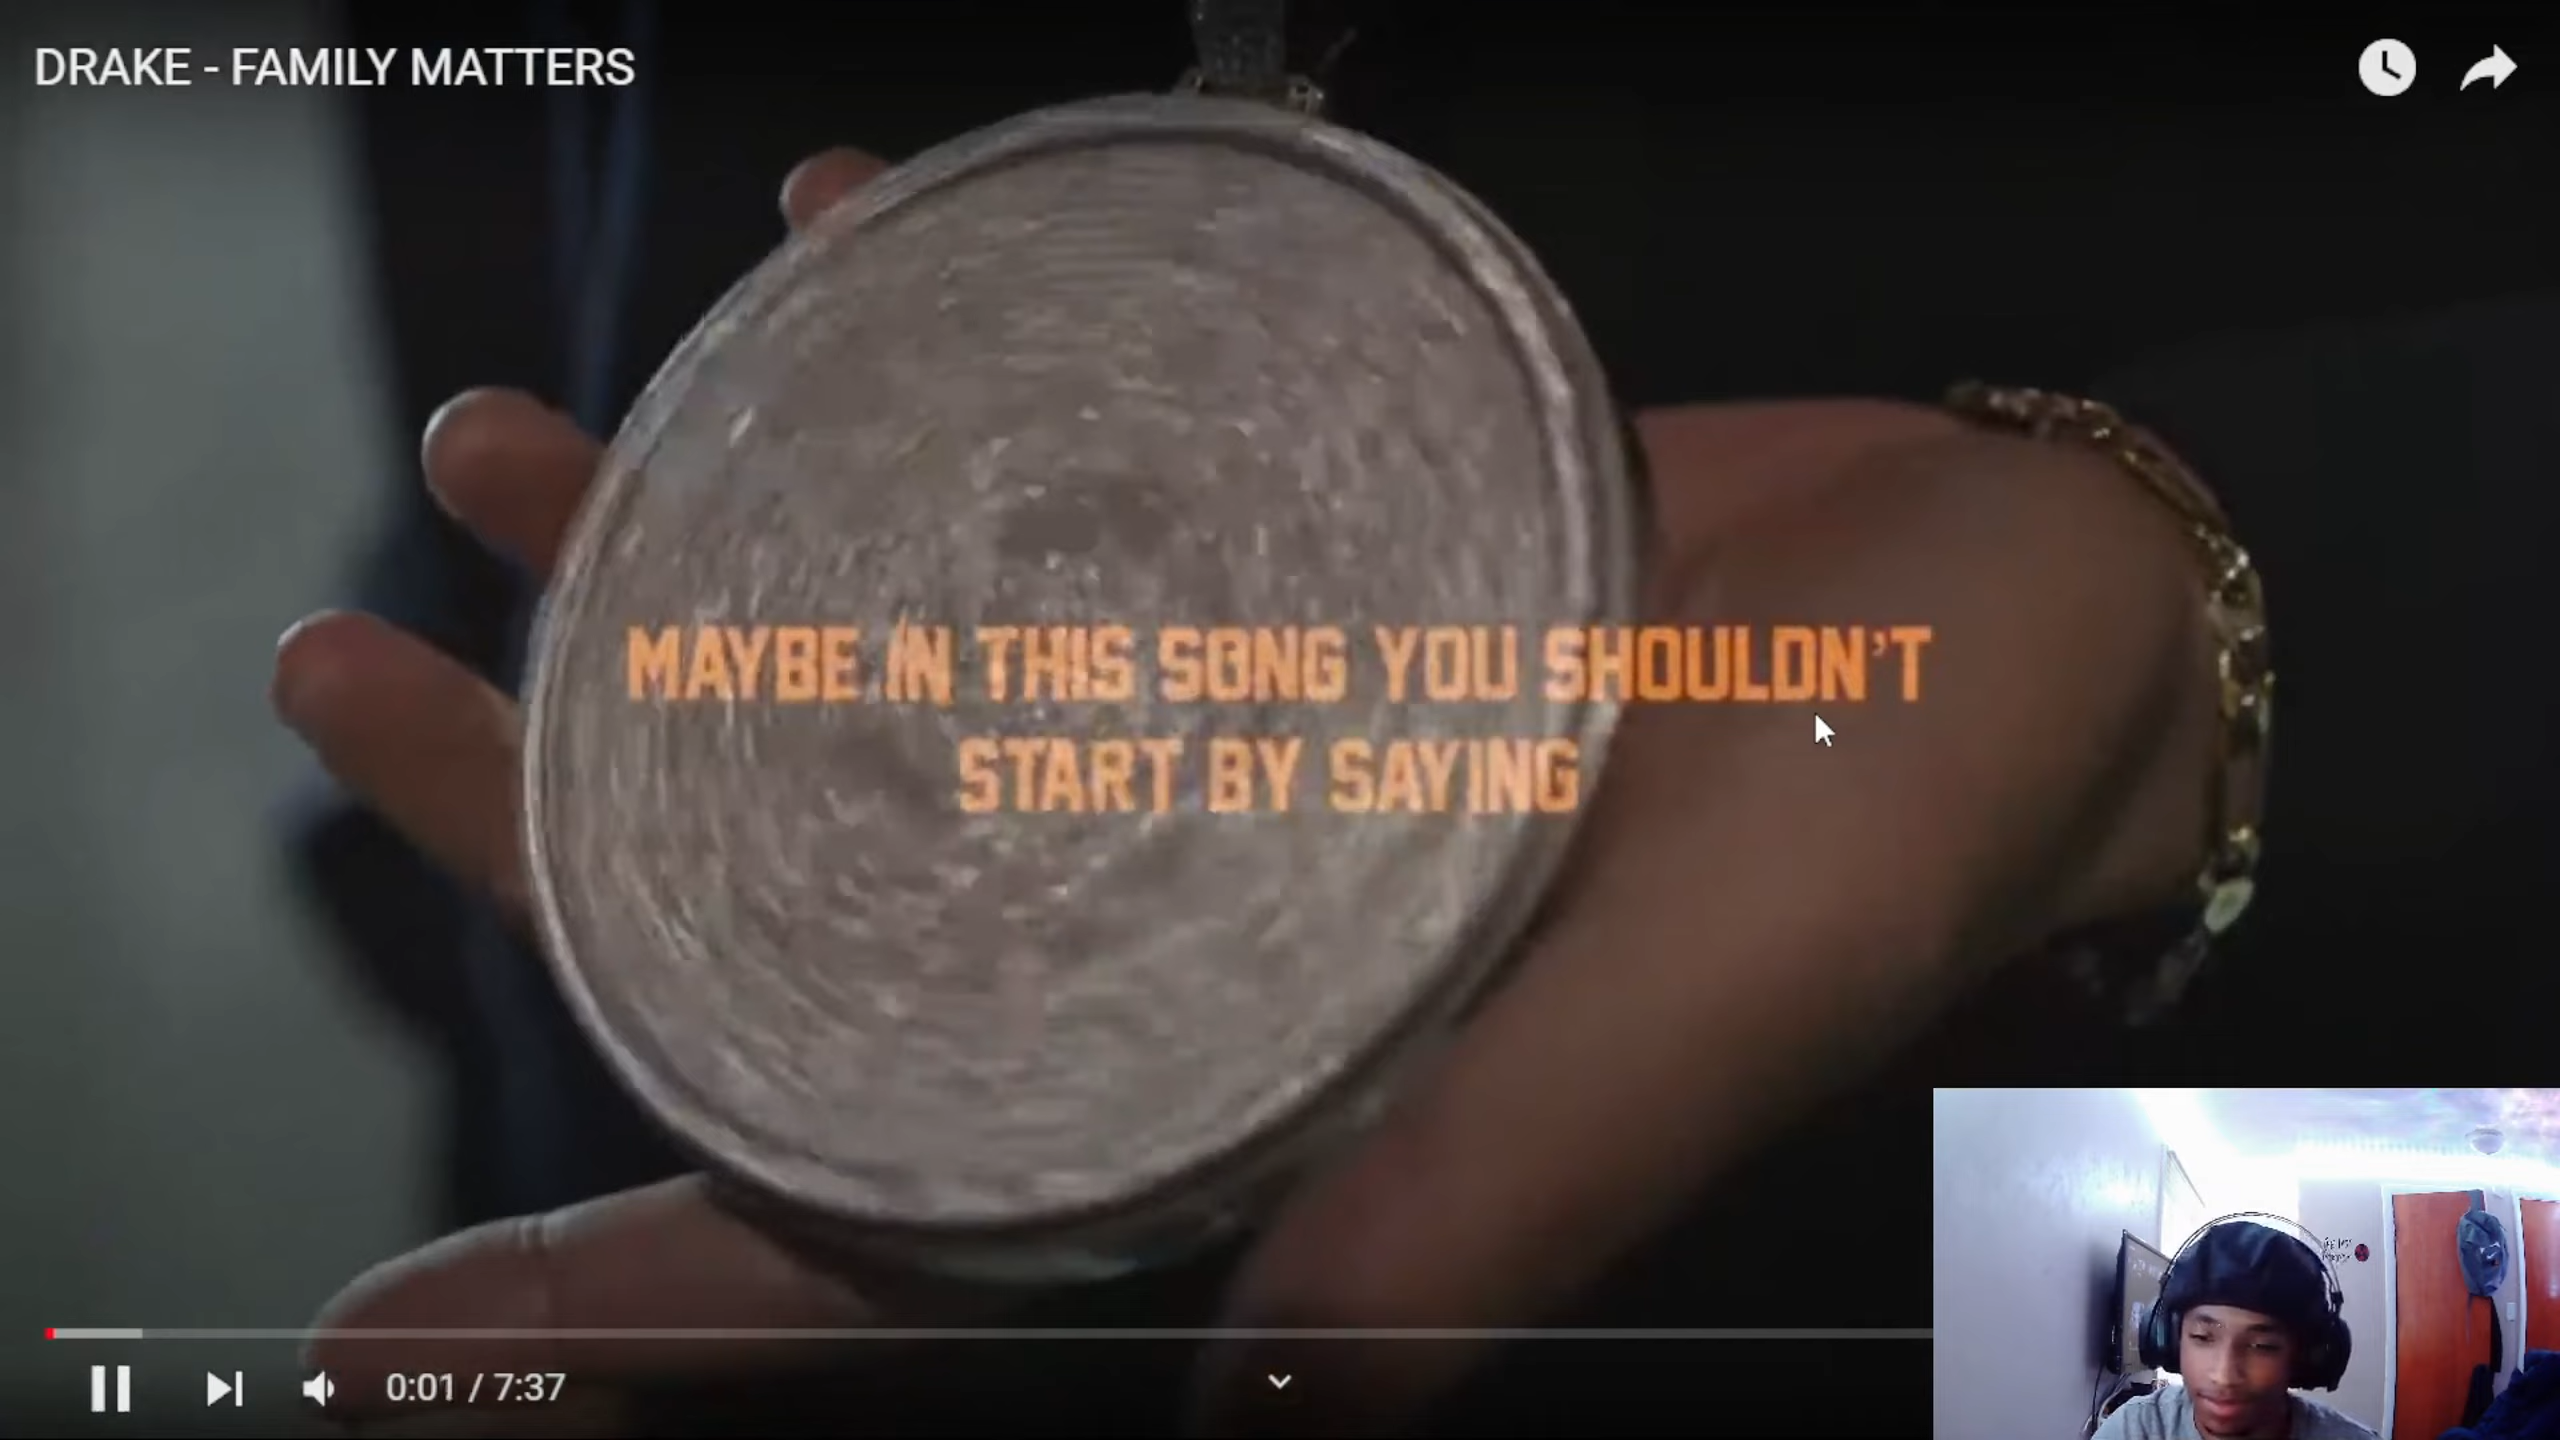 DRAKE - FAMILY MATTERS
MAYBE IN THIS SONG YOU SHOULDN'T
START BY SAYING
0:01 / 7:37